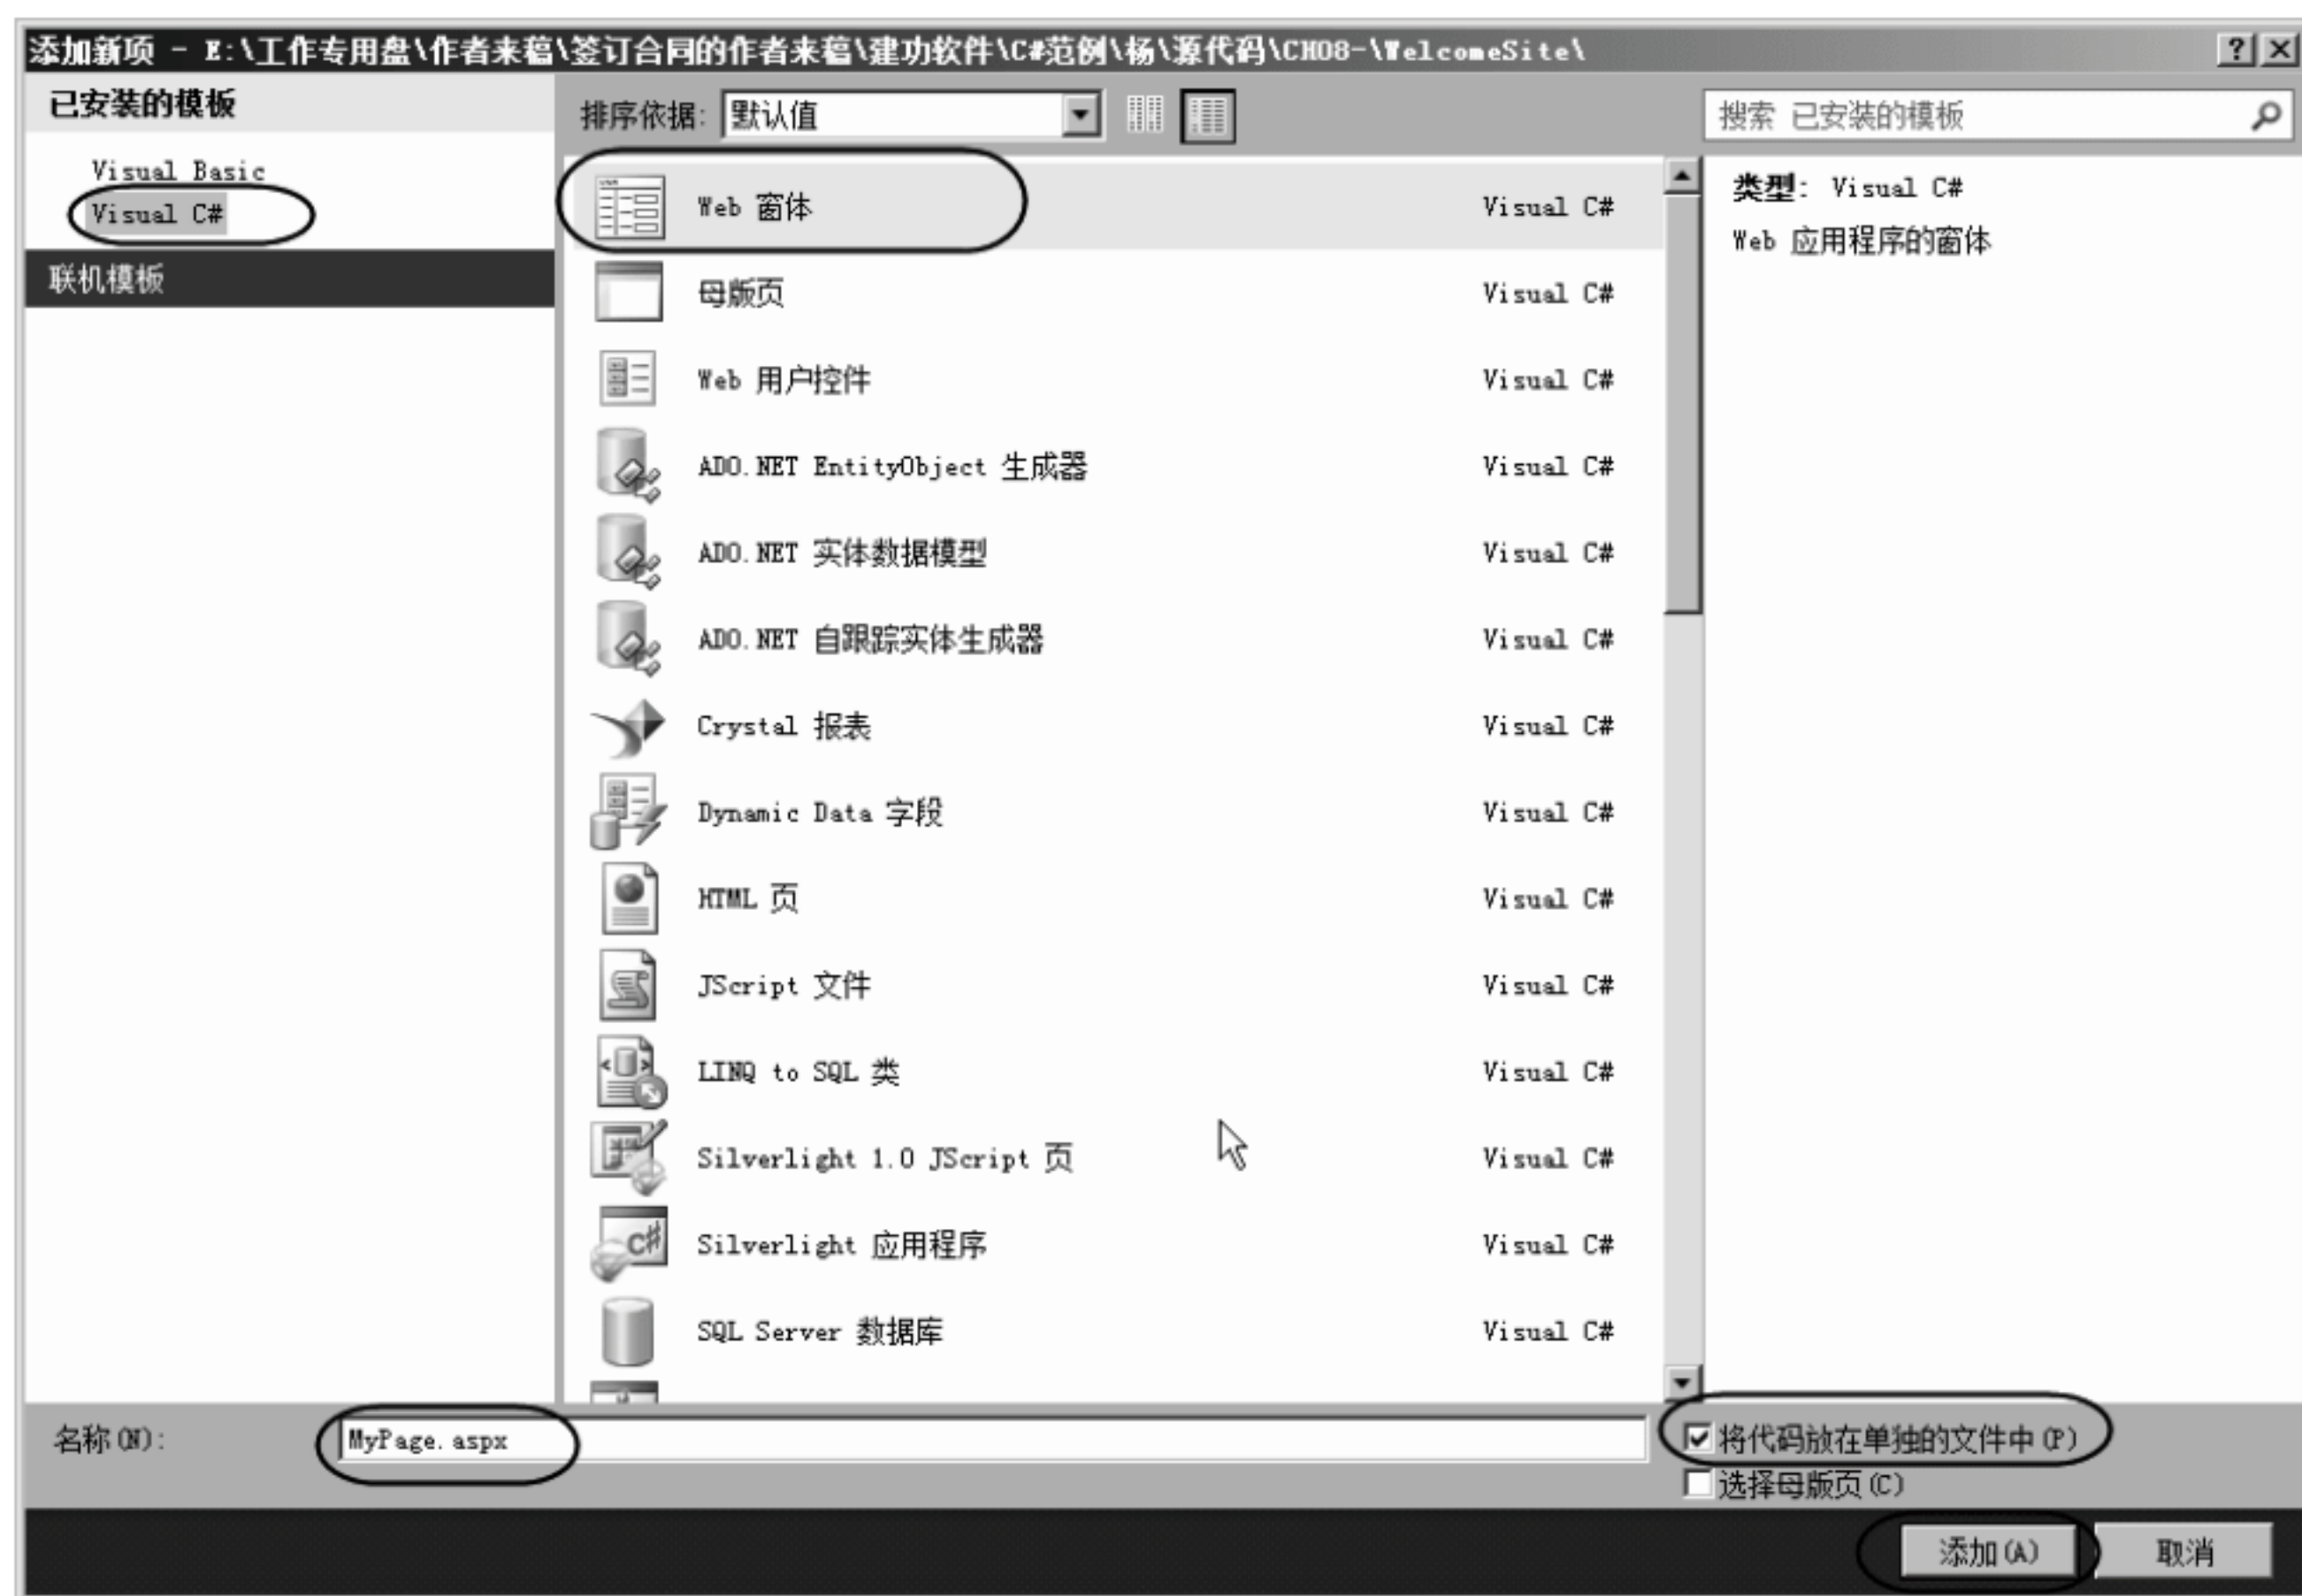 添加新项 - E:\工作专用盘\作者来稿\签订合同的作者来稿\建功软件\C#范例\杨\源代码\CH08-\WelcomeSite\
已安装的模板
Visual Basic
Visual C#
联机模板
排序依据: 默认值
搜索 已安装的模板
Web 窗体 Visual C#
母版页 Visual C#
Web 用户控件 Visual C#
ADO.NET EntityObject 生成器 Visual C#
ADO.NET 实体数据模型 Visual C#
ADO.NET 自跟踪实体生成器 Visual C#
Crystal 报表 Visual C#
Dynamic Data 字段 Visual C#
HTML 页 Visual C#
JScript 文件 Visual C#
LINQ to SQL 类 Visual C#
Silverlight 1.0 JScript 页 Visual C#
Silverlight 应用程序 Visual C#
SQL Server 数据库 Visual C#
类型: Visual C#
Web 应用程序的窗体
名称(N): MyPage.aspx
将代码放在单独的文件中(P)
选择母版页(C)
添加(A) 取消